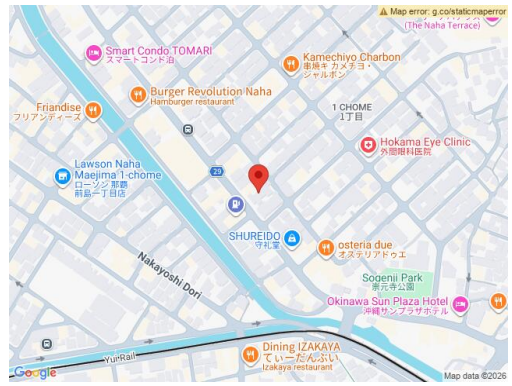 Map error: g.co/staticmaperror
(The Naha Terrace)
Smart Condo TOMARI
スマートコンド泊
Kamechiyo Charbon
串焼キ カメチヨ・
シャルボン
Burger Revolution Naha
Hamburger restaurant
Friandise
フリアンディーズ
1 CHOME
1丁目
Hokama Eye Clinic
外間眼科医院
Lawson Naha
Maejima 1-chome
ローソン 那覇
前島一丁目店
29
SHUREIDO
守礼堂
osteria due
オステリアドゥエ
Nakayoshi Dori
Sogenji Park
崇元寺公園
Okinawa Sun Plaza Hotel
沖縄サンプラザホテル
Yui Rail
Dining IZAKAYA
てぃーだんぶい
Izakaya restaurant
Google
Map data ©2026